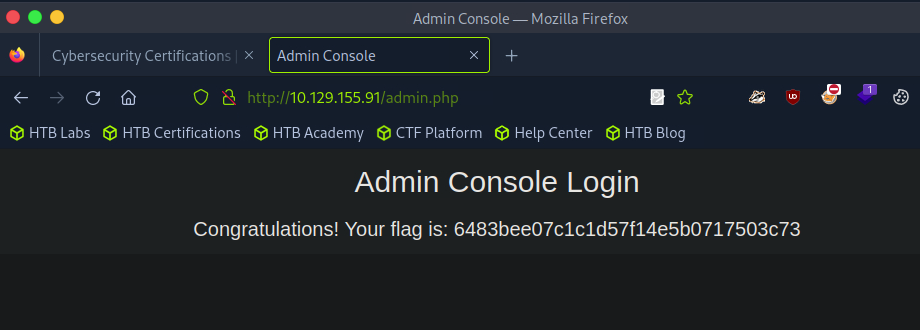 Admin Console — Mozilla Firefox
Cybersecurity Certifications |
Admin Console
http://10.129.155.91/admin.php
1
HTB Labs HTB Certifications HTB Academy CTF Platform Help Center HTB Blog
Admin Console Login
Congratulations! Your flag is: 6483bee07c1c1d57f14e5b0717503c73